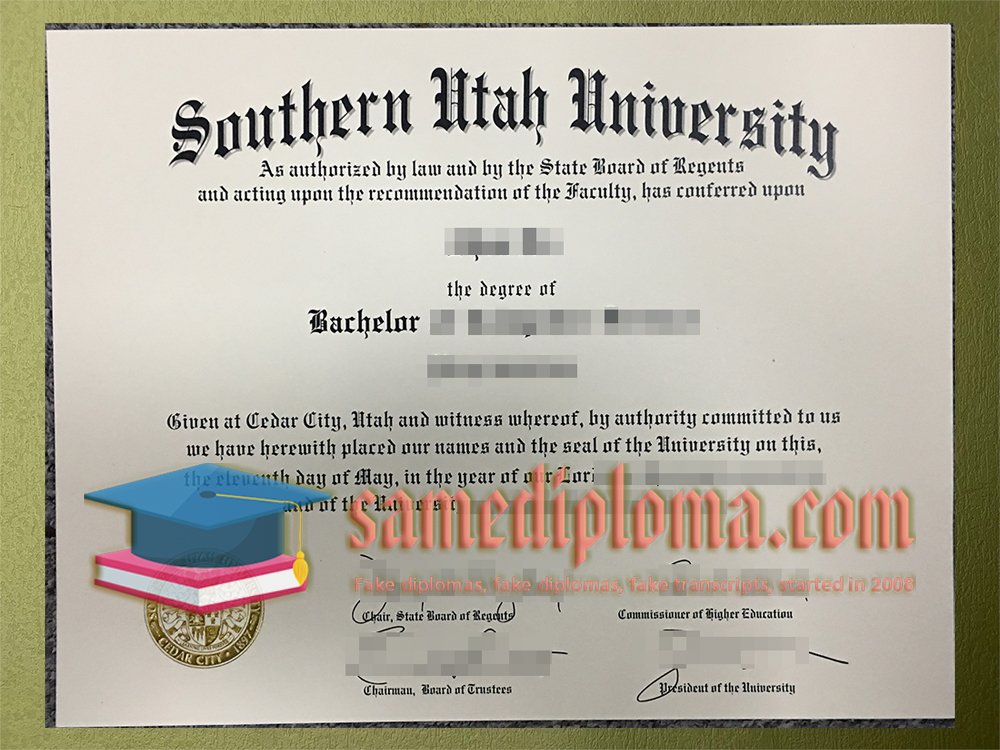 Southern Utah University
As authorized by law and by the State Board of Regents
and acting upon the recommendation of the Faculty, has conferred upon
the degree of
Bachelor
Given at Cedar City, Utah and witness whereof, by authority committed to us
we have herewith placed our names and the seal of the University on this,
the eleventh day of May, in the year of our
and of the
samediploma.com
Fake diplomas, fake diplomas, fake transcripts, started in 2006
Chair, State Board of Regents
Commissioner of Higher Education
CEDAR CITY • 1897
Chairman, Board of Trustees
President of the University